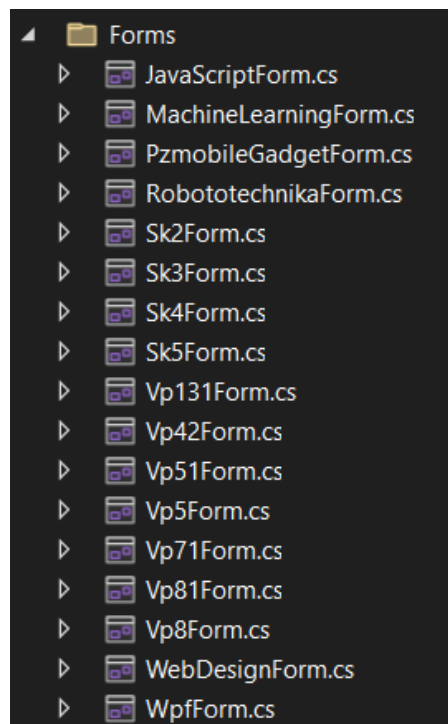 Forms
JavaScriptForm.cs
MachineLearningForm.cs
PzmobileGadgetForm.cs
RobototechnikaForm.cs
Sk2Form.cs
Sk3Form.cs
Sk4Form.cs
Sk5Form.cs
Vp131Form.cs
Vp42Form.cs
Vp51Form.cs
Vp5Form.cs
Vp71Form.cs
Vp81Form.cs
Vp8Form.cs
WebDesignForm.cs
WpfForm.cs